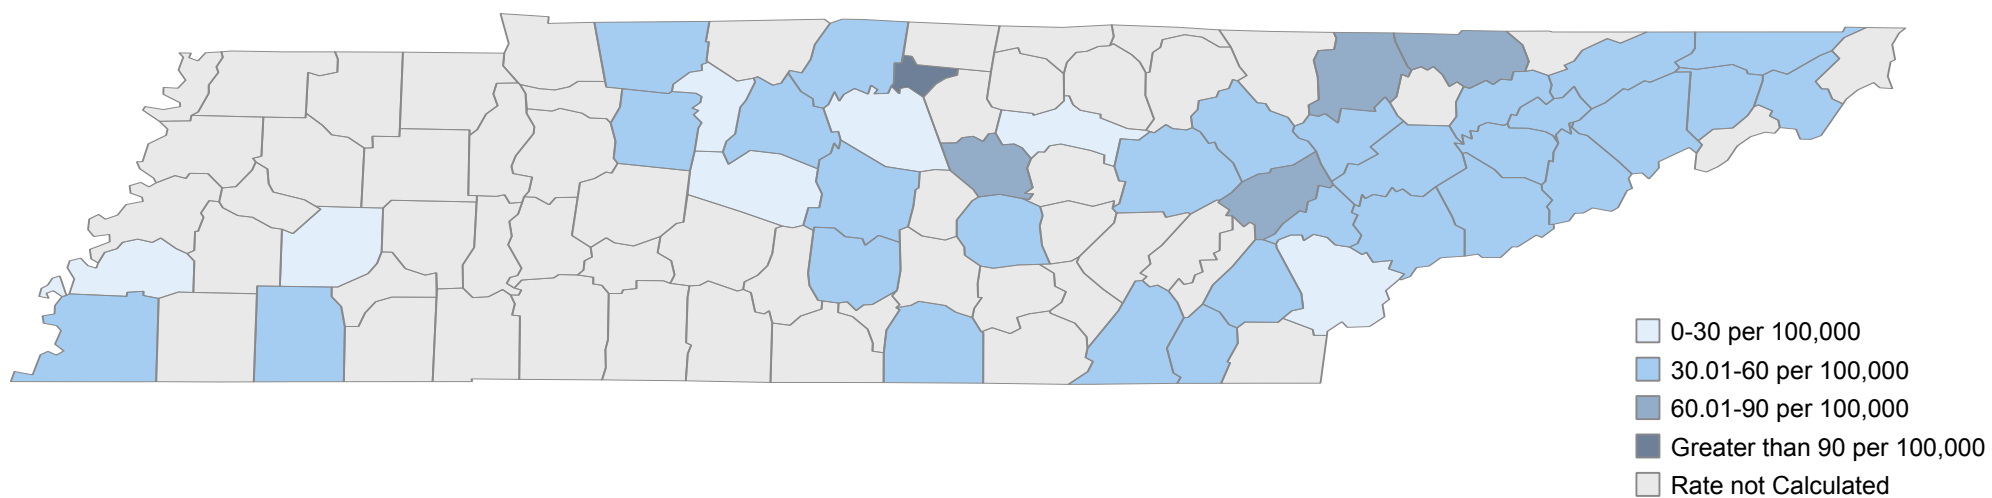 0-30 per 100,000
30.01-60 per 100,000
60.01-90 per 100,000
Greater than 90 per 100,000
Rate not Calculated